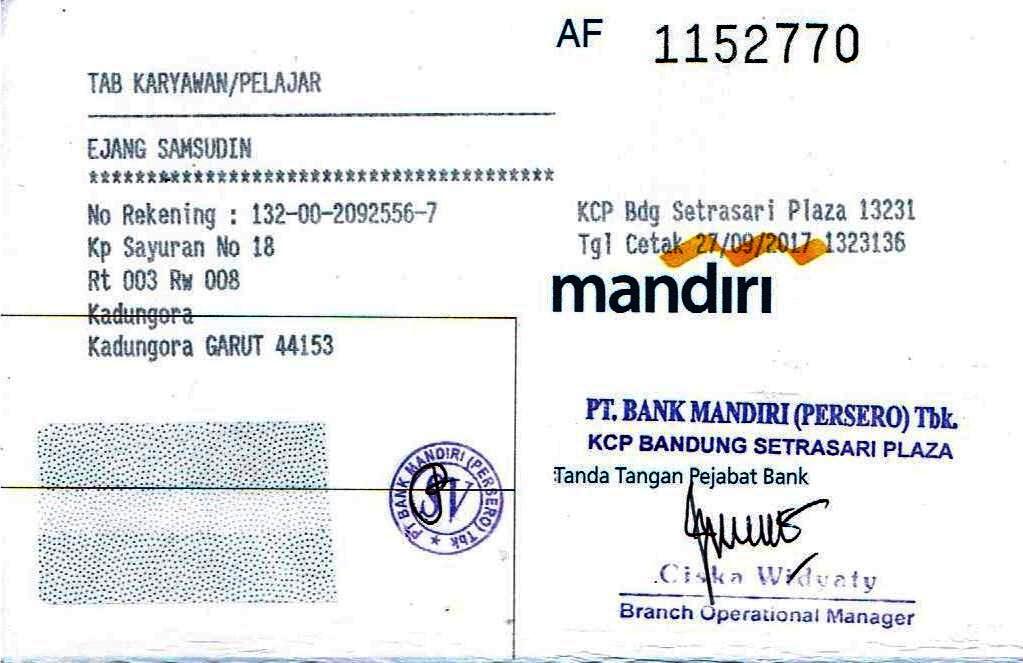 AF 1152770
TAB KARYAWAN/PELAJAR
EJANG SAMSUDIN
****************************************
No Rekening : 132-00-2092556-7
Kp Sayuran No 18
Rt 003 Rw 008
Kadungora
Kadungora GARUT 44153
KCP Bdg Setrasari Plaza 13231
Tgl Cetak 27/09/2017 1323136
mandiri
PT. BANK MANDIRI (PERSERO) Tbk.
KCP BANDUNG SETRASARI PLAZA
Tanda Tangan Pejabat Bank
PT BANK MANDIRI (PERSERO) Tbk *
Ciska Widyaty
Branch Operational Manager